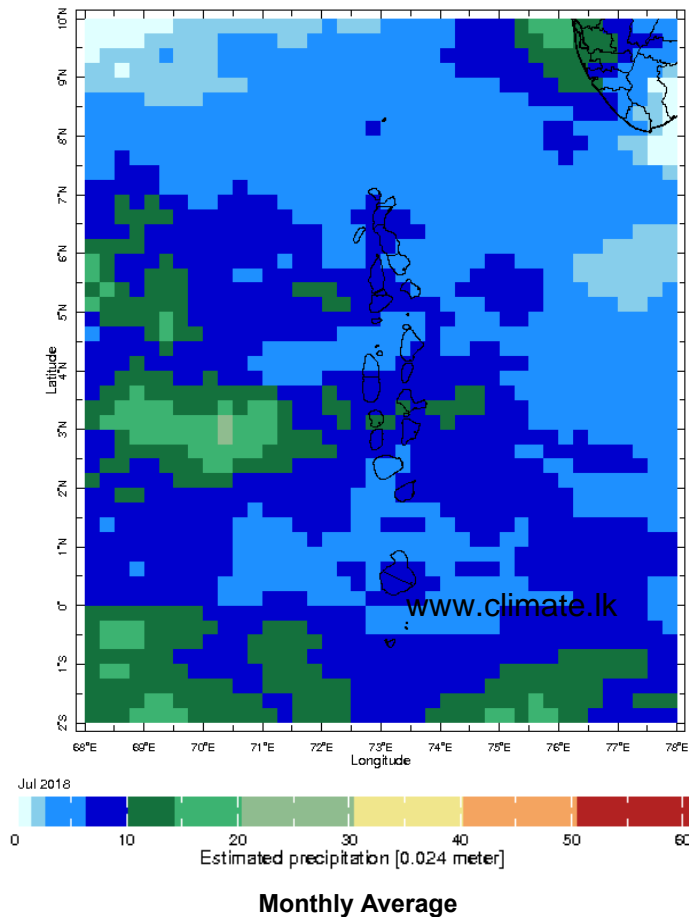 10°N
9°N
8°N
7°N
6°N
5°N
4°N
3°N
2°N
1°N
0°
1°S
2°S
Latitude
www.climate.lk
68°E 69°E 70°E 71°E 72°E 73°E 74°E 75°E 76°E 77°E 78°E
Longitude
Jul 2018
0 10 20 30 40 50 60
Estimated precipitation [0.024 meter]
Monthly Average